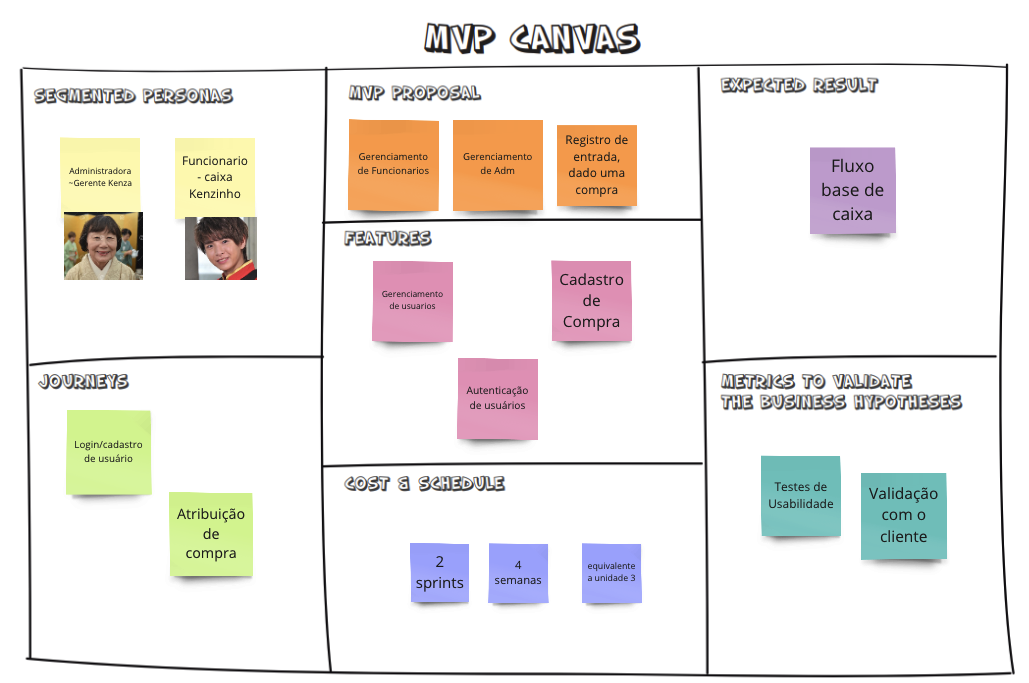 MVP CANVAS
SEGMENTED PERSONAS
Administradora
~Gerente Kenza
Funcionario
- caixa
Kenzinho
MVP PROPOSAL
Gerenciamento
de Funcionarios
Gerenciamento
de Adm
Registro de
entrada,
dado uma
compra
EXPECTED RESULT
Fluxo
base de
caixa
FEATURES
Gerenciamento
de usuarios
Cadastro
de
Compra
Autenticação
de usuários
JOURNEYS
Login/cadastro
de usuário
Atribuição
de
compra
COST & SCHEDULE
2
sprints
4
semanas
equivalente
a unidade 3
METRICS TO VALIDATE
THE BUSINESS HYPOTHESES
Testes de
Usabilidade
Validação
com o
cliente